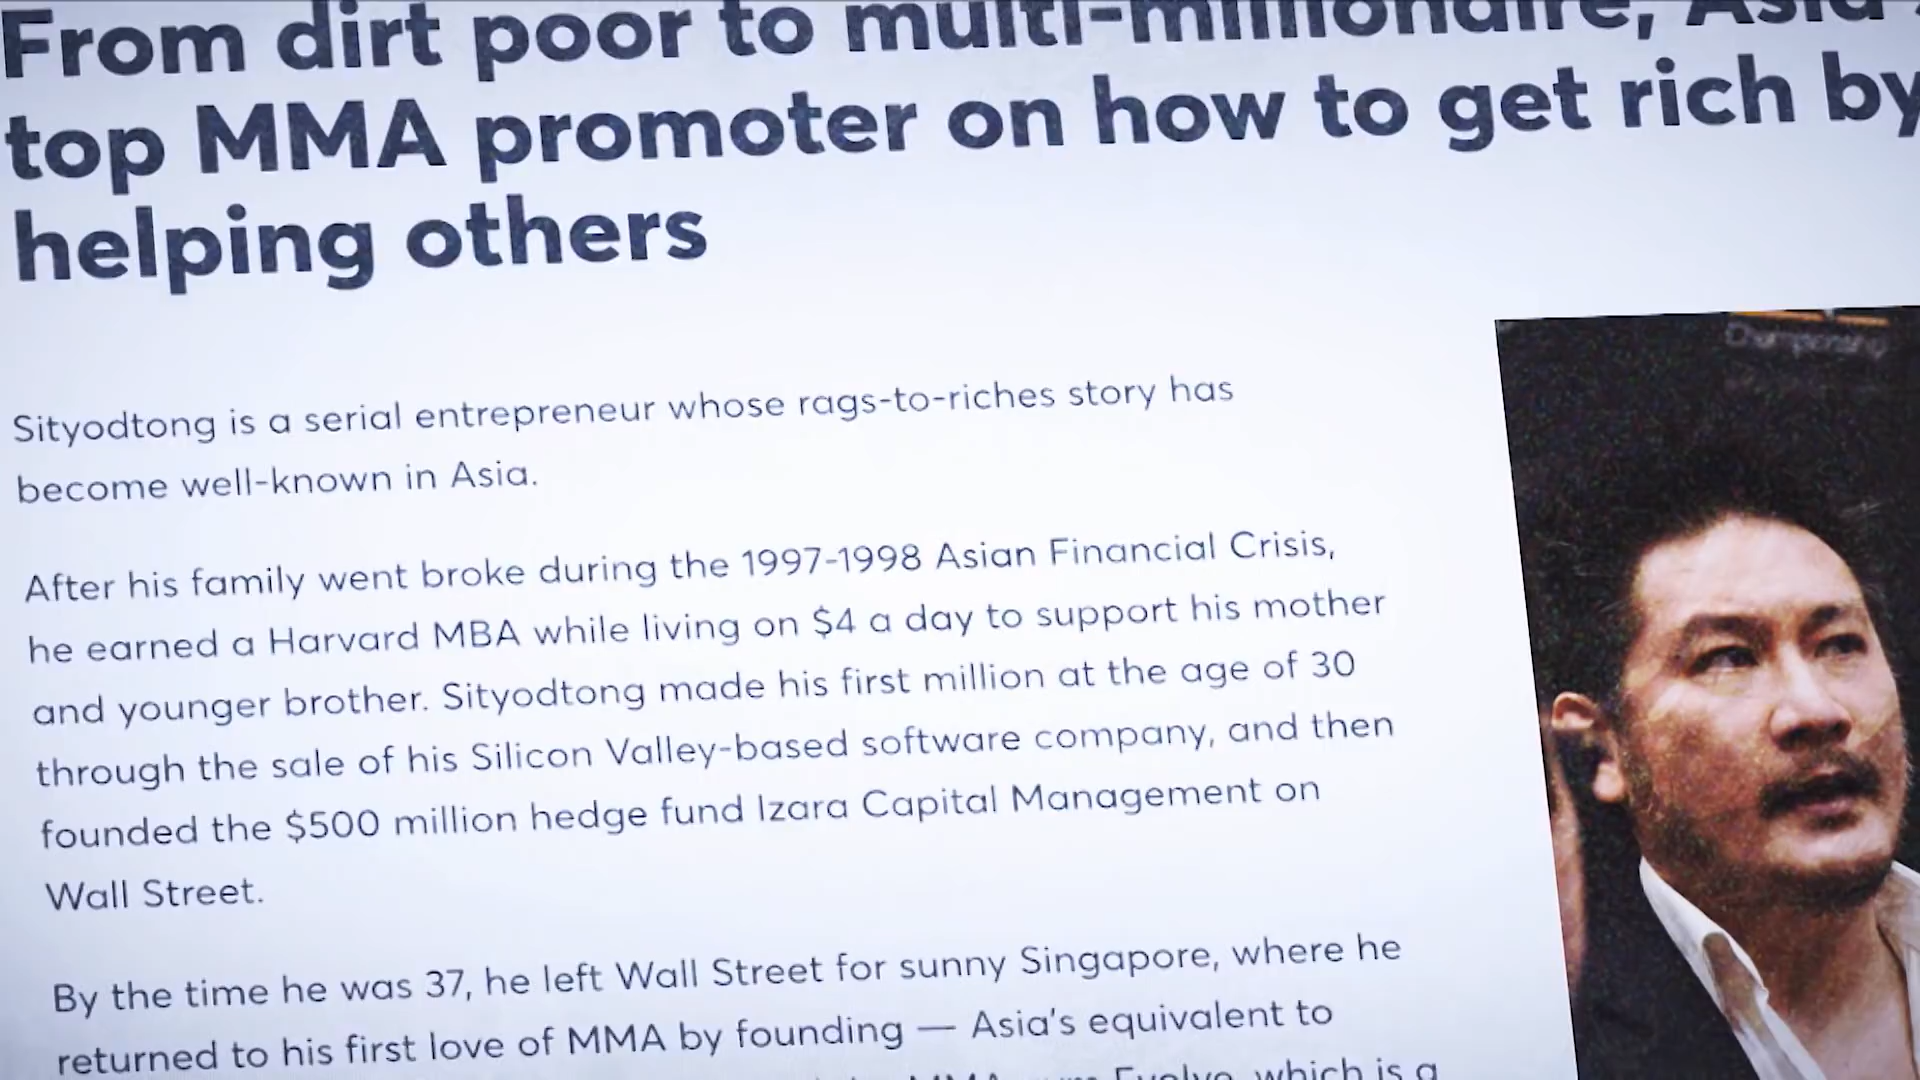 From dirt poor to multi-millionaire, Asia
top MMA promoter on how to get rich by
helping others
Championship
Sityodtong is a serial entrepreneur whose rags-to-riches story has
become well-known in Asia.
After his family went broke during the 1997-1998 Asian Financial Crisis,
he earned a Harvard MBA while living on $4 a day to support his mother
and younger brother. Sityodtong made his first million at the age of 30
through the sale of his Silicon Valley-based software company, and then
founded the $500 million hedge fund Izara Capital Management on
Wall Street.
By the time he was 37, he left Wall Street for sunny Singapore, where he
returned to his first love of MMA by founding — Asia's equivalent to
Evolve, which is a